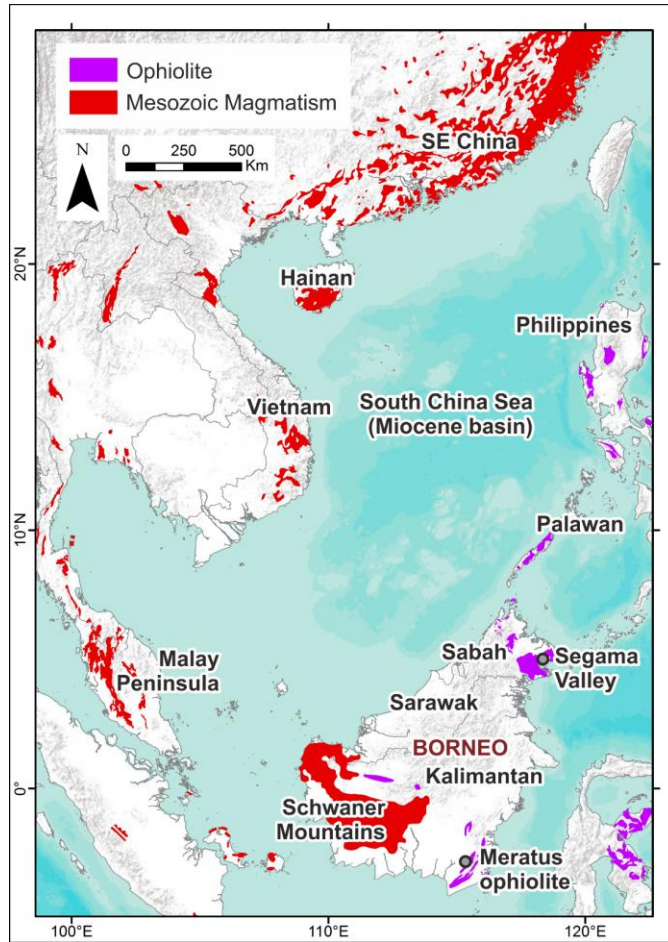 Ophiolite
Mesozoic Magmatism
N
0 250 500
Km
SE China
20°N
Hainan
Philippines
Vietnam
South China Sea
(Miocene basin)
10°N
Palawan
Malay
Peninsula
Sabah
Segama
Valley
Sarawak
BORNEO
Kalimantan
0°
Schwaner
Mountains
Meratus
ophiolite
100°E 110°E 120°E